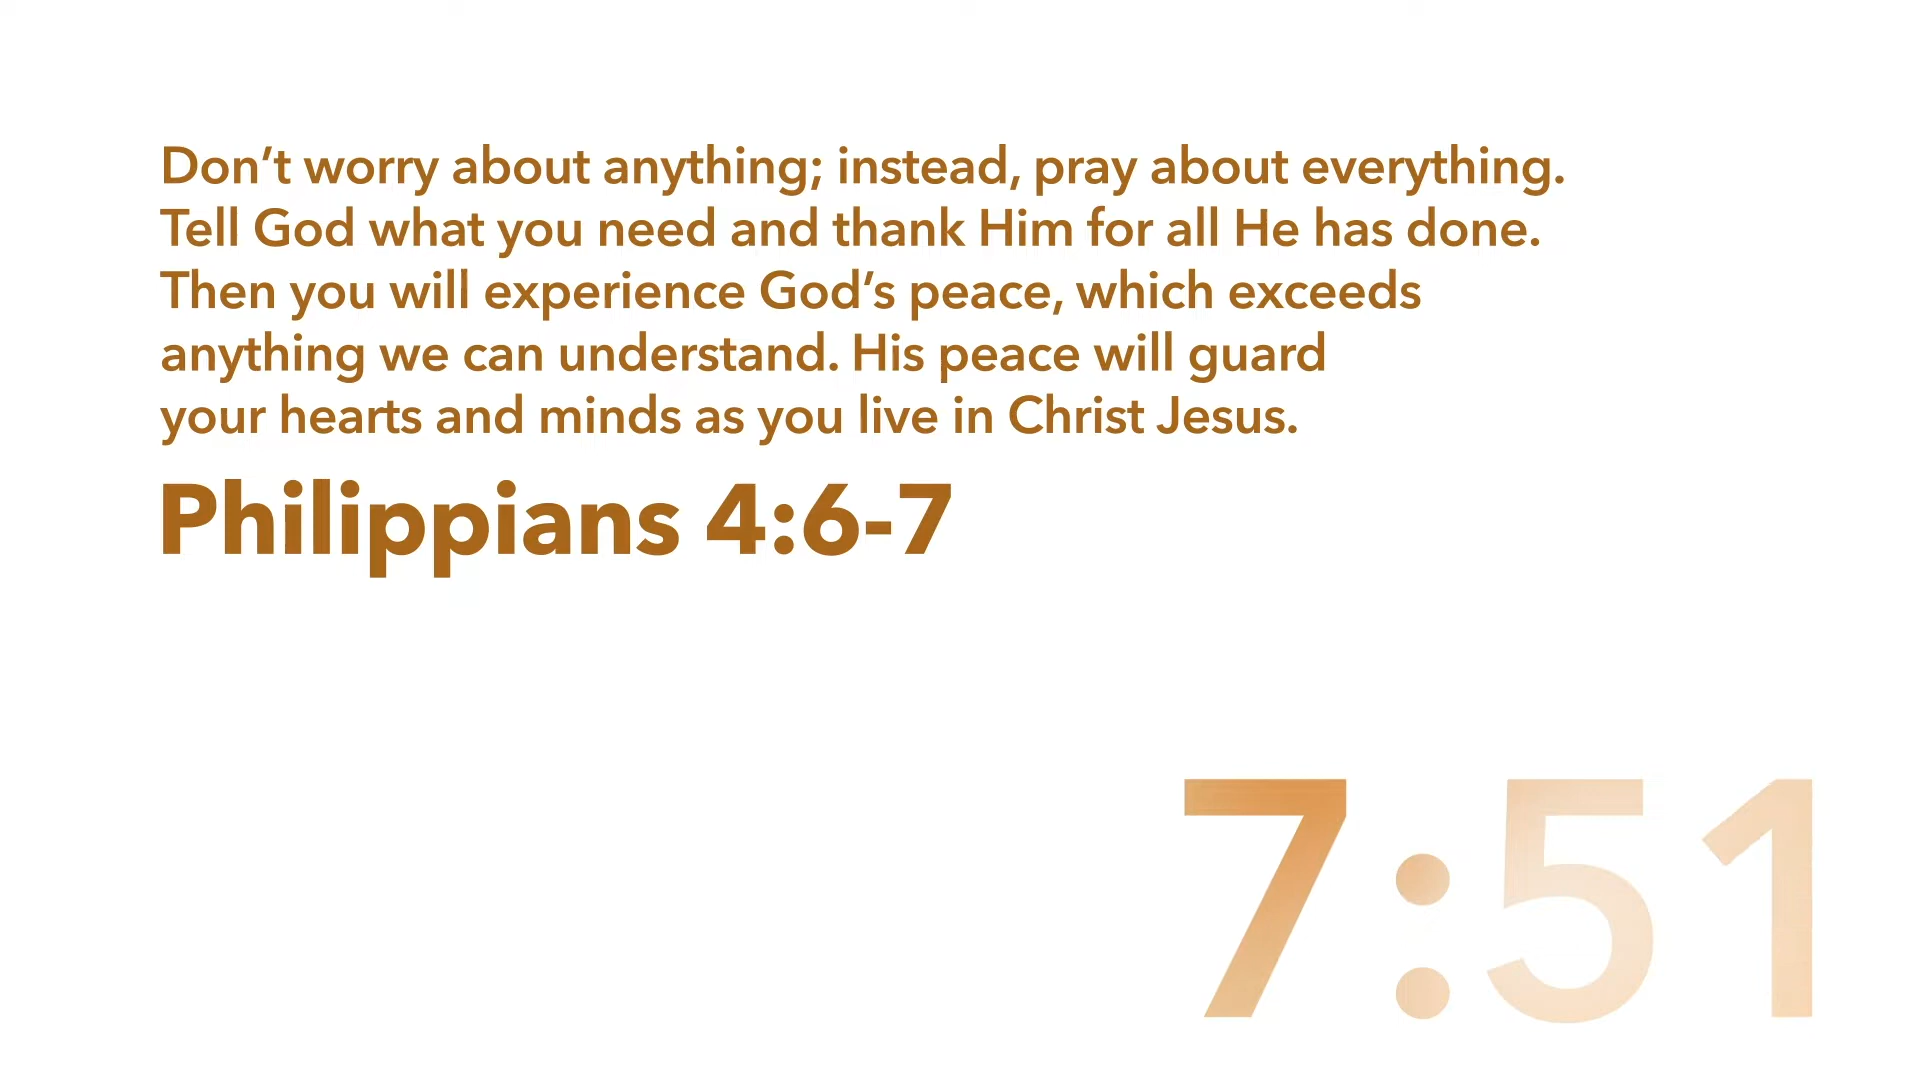 Don’t worry about anything; instead, pray about everything.
Tell God what you need and thank Him for all He has done.
Then you will experience God’s peace, which exceeds
anything we can understand. His peace will guard
your hearts and minds as you live in Christ Jesus.
Philippians 4:6-7
7:51